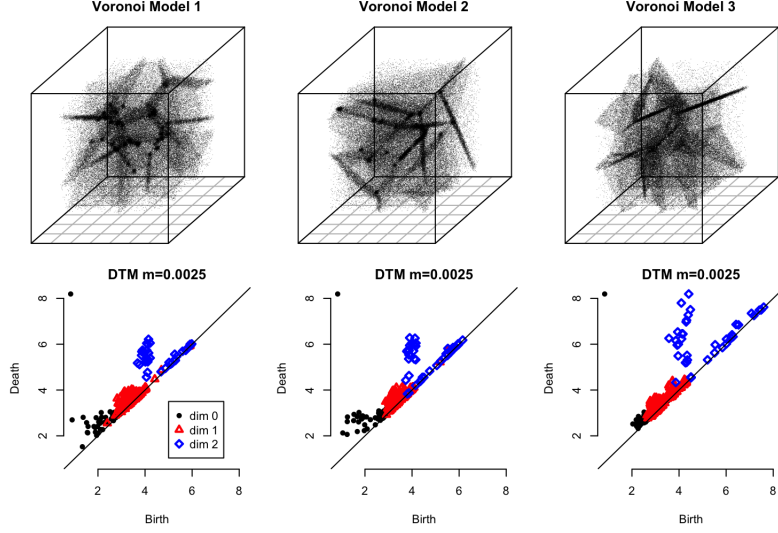 Voronoi Model 1
Voronoi Model 2
Voronoi Model 3
DTM m=0.0025
DTM m=0.0025
DTM m=0.0025
Death
8
6
4
2
dim 0
dim 1
dim 2
2 4 6 8
Birth
Death
8
6
4
2
2 4 6 8
Birth
Death
8
6
4
2
2 4 6 8
Birth